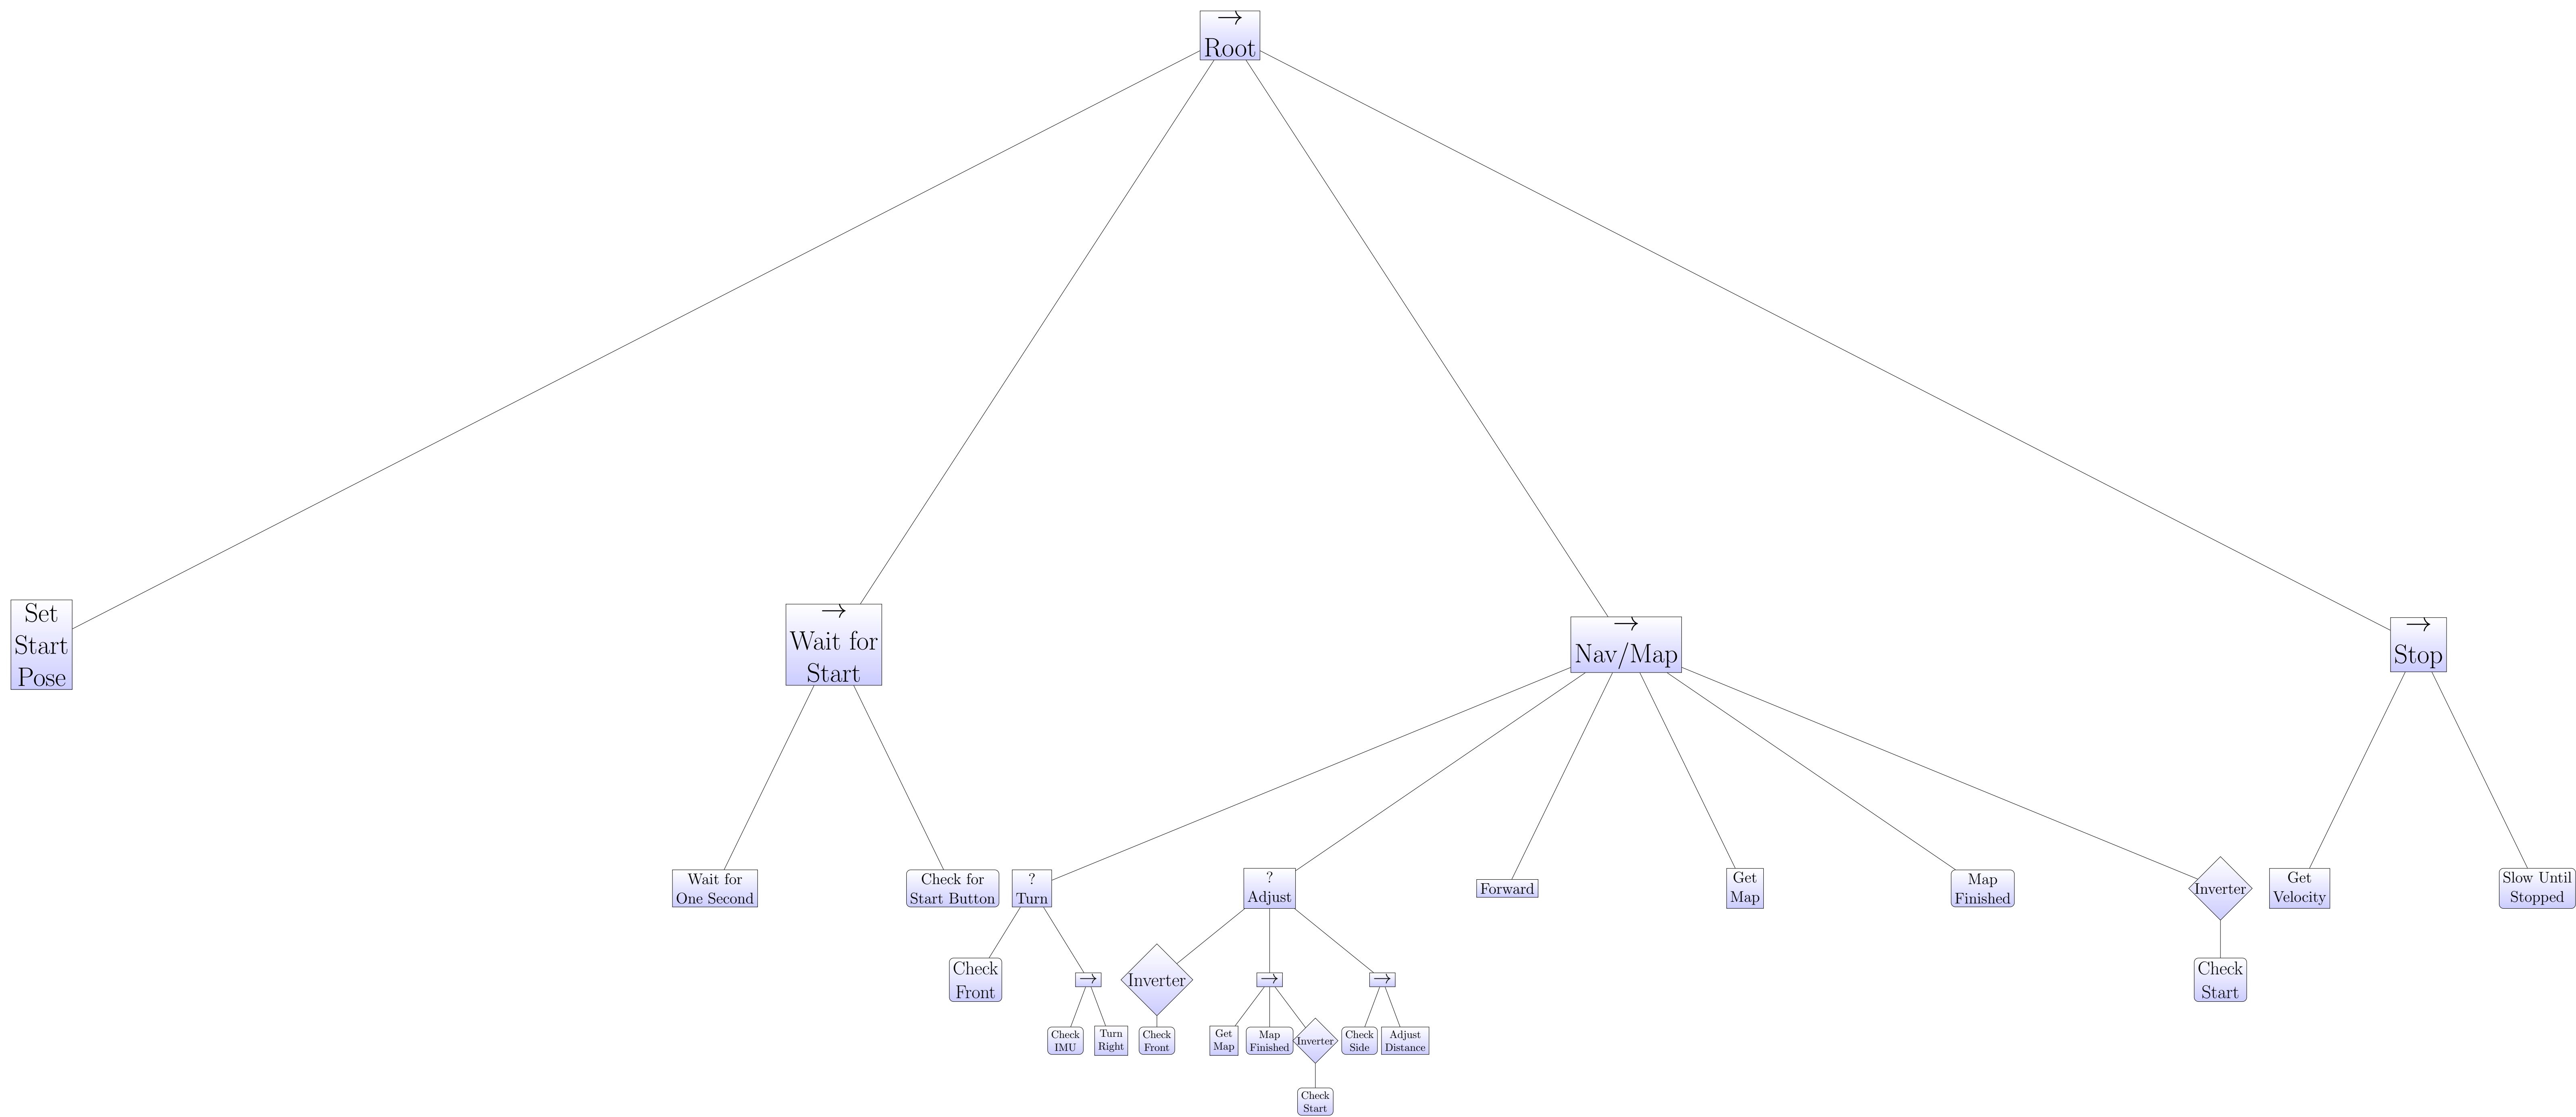 →
Root
Set
Start
Pose
→
Wait for
Start
→
Nav/Map
→
Stop
Wait for
One Second
Check for
Start Button
?
Turn
?
Adjust
Forward
Get
Map
Map
Finished
Inverter
Get
Velocity
Slow Until
Stopped
Check
Front
→
Inverter
→
→
Check
Start
Check
IMU
Turn
Right
Check
Front
Get
Map
Map
Finished
Inverter
Check
Side
Adjust
Distance
Check
Start